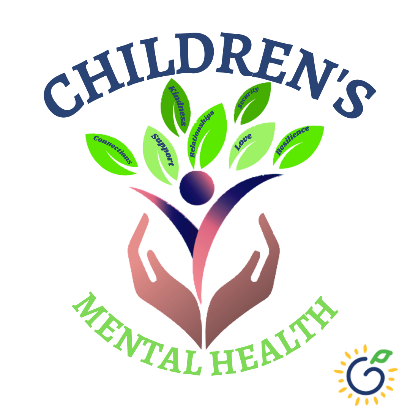 CHILDREN'S
Kindness
Security
Relationships
Connections
Support
Love
Resilience
MENTAL HEALTH